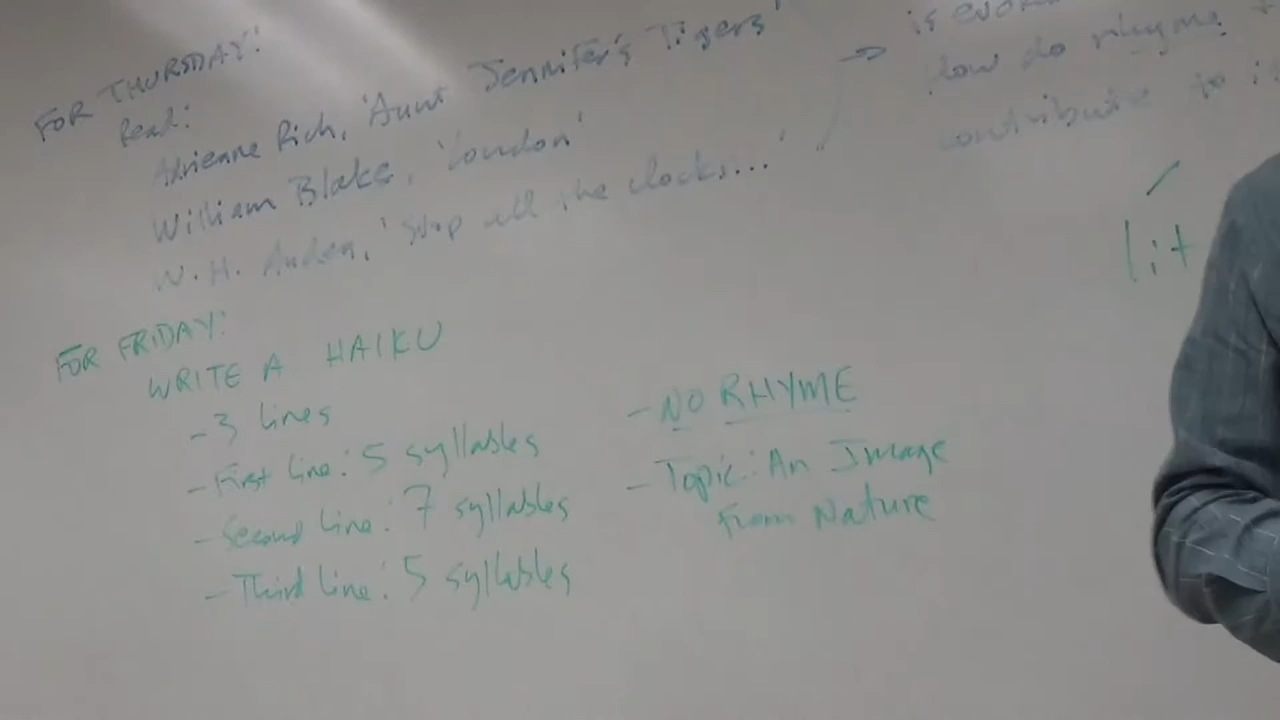 FOR THURSDAY:
Read:
Adrienne Rich, 'Aunt Jennifer's Tigers'
William Blake, 'London'
W. H. Auden, 'Stop all the clocks...'
→ is
How do rhyme
contribute to
lit
FOR FRIDAY:
WRITE A HAIKU
- 3 lines
- First line: 5 syllables
- Second line: 7 syllables
- Third line: 5 syllables
- NO RHYME
- Topic: An Image
From Nature